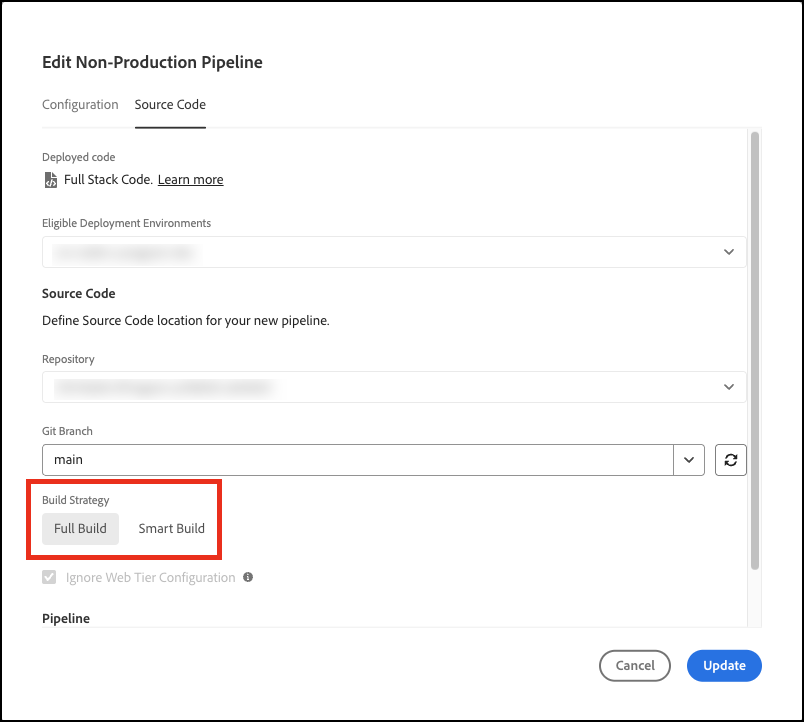 Edit Non-Production Pipeline
Configuration Source Code
Deployed code
Full Stack Code. Learn more
Eligible Deployment Environments
Source Code
Define Source Code location for your new pipeline.
Repository
Git Branch
main
Build Strategy
Full Build Smart Build
Ignore Web Tier Configuration
Pipeline
Cancel Update